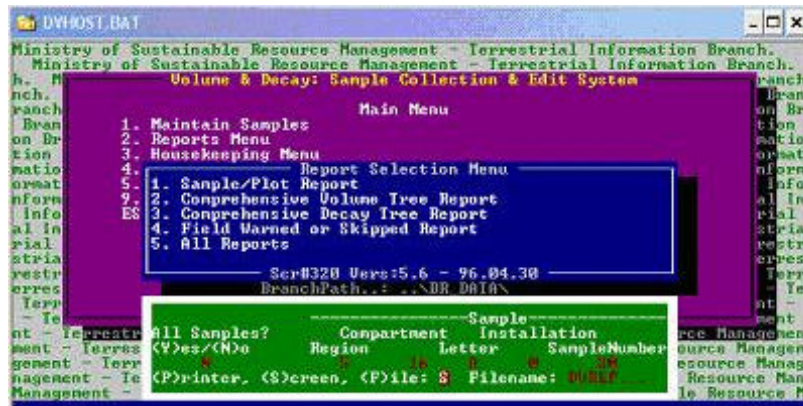 DVHOST.BAT
Ministry of Sustainable Resource Management - Terrestrial Information Branch.
Ministry of Sustainable Resource Management - Terrestrial Information Branch.
Volume & Decay: Sample Collection & Edit System
Main Menu
1. Maintain Samples
2. Reports Menu
3. Housekeeping Menu
4.
5.
9.
ES
Report Selection Menu
1. Sample/Plot Report
2. Comprehensive Volume Tree Report
3. Comprehensive Decay Tree Report
4. Field Warned or Skipped Report
5. All Reports
Scr#320 Vers:5.6 - 96.04.30
BranchPath..: ..\DR_DATA\
Sample
All Samples? Compartment Installation
(Y)es/(N)o Region Letter SampleNumber
(P)rinter, (S)creen, (F)ile: S Filename: